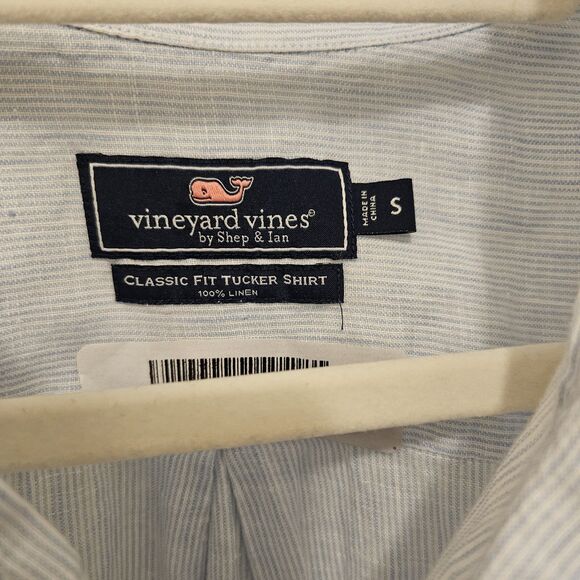 vineyard vines®
by Shep & Ian
MADE IN
CHINA
S
CLASSIC FIT TUCKER SHIRT
100% LINEN